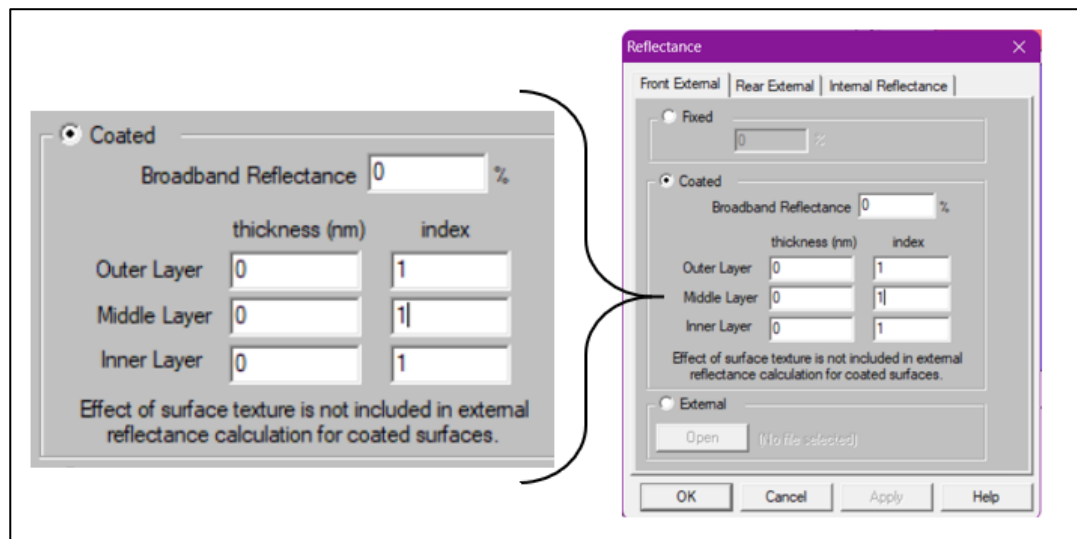 Coated
Broadband Reflectance 0 %
thickness (nm) index
Outer Layer 0 1
Middle Layer 0 1
Inner Layer 0 1
Effect of surface texture is not included in external
reflectance calculation for coated surfaces.
Reflectance
Front External Rear External Internal Reflectance
Fixed
0 %
Coated
Broadband Reflectance 0 %
thickness (nm) index
Outer Layer 0 1
Middle Layer 0 1
Inner Layer 0 1
Effect of surface texture is not included in external
reflectance calculation for coated surfaces.
External
Open (No file selected)
OK Cancel Apply Help